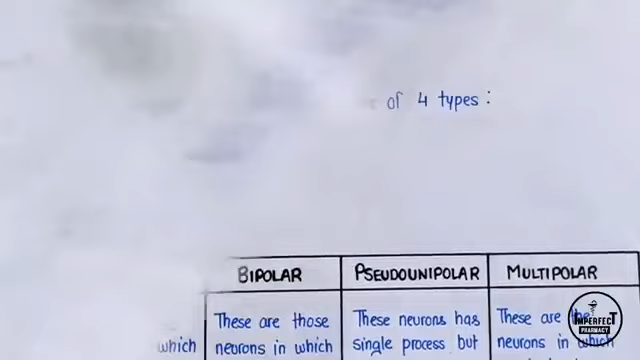 of 4 types :
BIPOLAR PSEUDOUNIPOLAR MULTIPOLAR
These are those These neurons has These are the
which neurons in which single process but neurons in which
IMPERFECT
PHARMACY